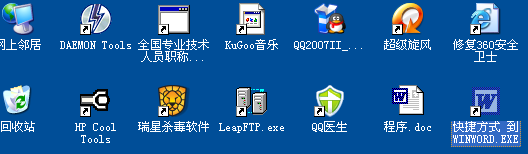 网上邻居
DAEMON Tools
全国专业技术
人员职称...
KuGoo音乐
QQ2007II_...
超级旋风
修复360安全
卫士
回收站
HP Cool
Tools
瑞星杀毒软件
LeapFTP.exe
QQ医生
程序.doc
快捷方式 到
WINWORD.EXE